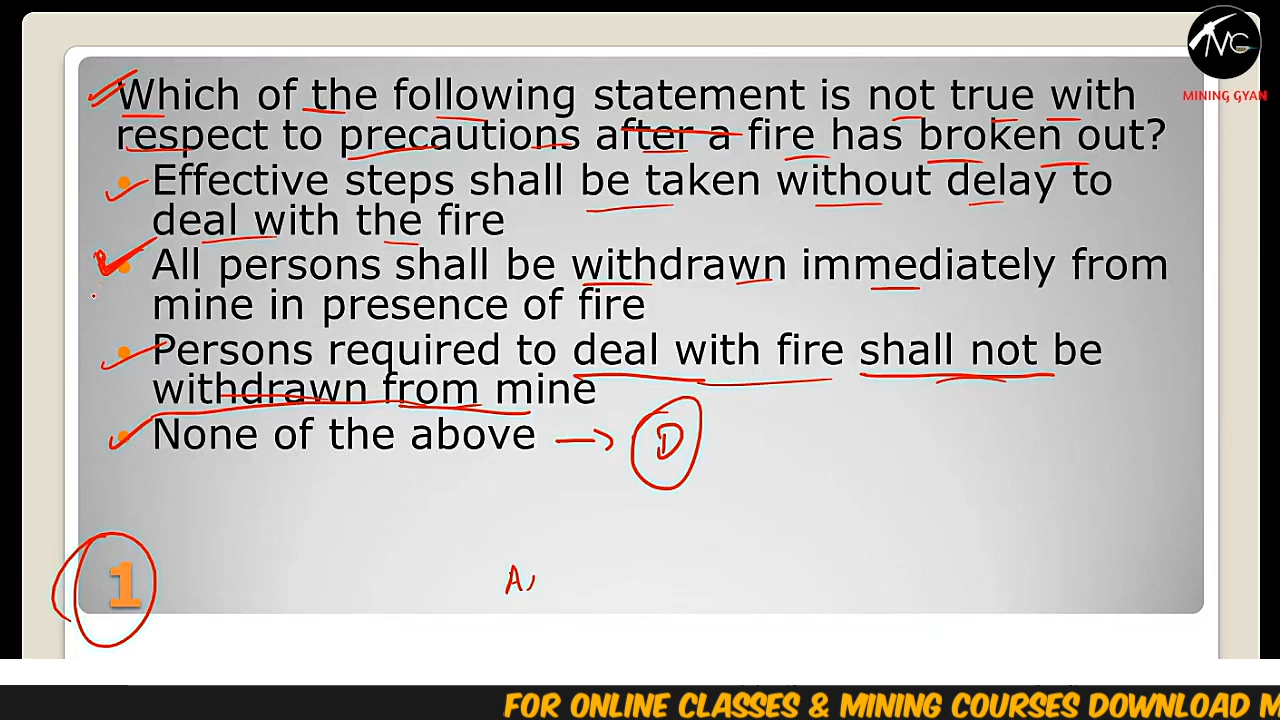 MVC
MINING GYAN
Which of the following statement is not true with
respect to precautions after a fire has broken out?
Effective steps shall be taken without delay to
deal with the fire
All persons shall be withdrawn immediately from
mine in presence of fire
Persons required to deal with fire shall not be
withdrawn from mine
None of the above → D
1
A,
FOR ONLINE CLASSES & MINING COURSES DOWNLOAD M